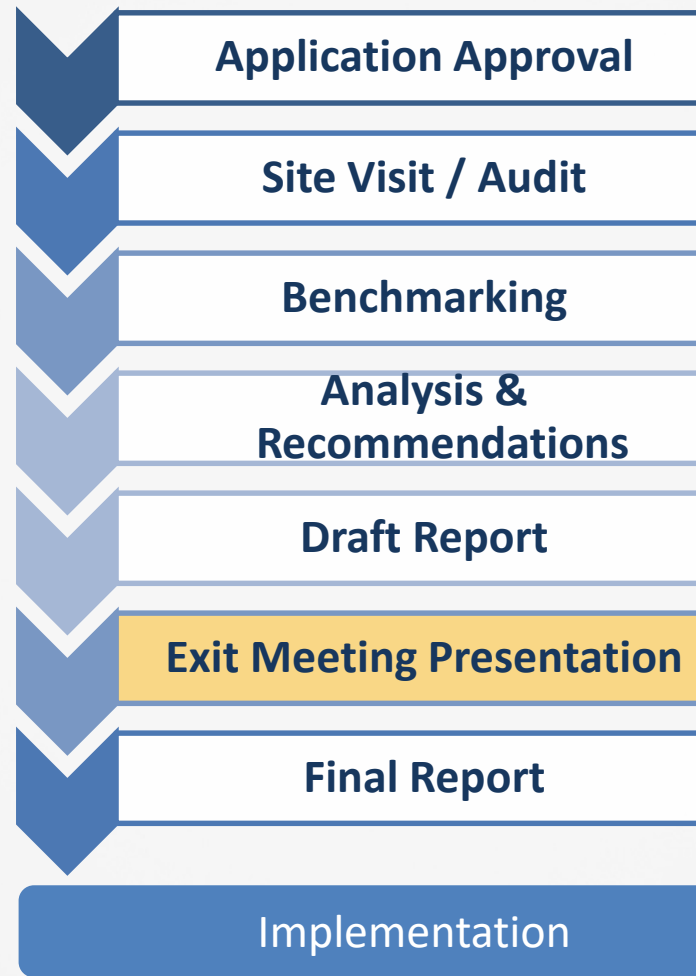 Application Approval
Site Visit / Audit
Benchmarking
Analysis &
Recommendations
Draft Report
Exit Meeting Presentation
Final Report
Implementation